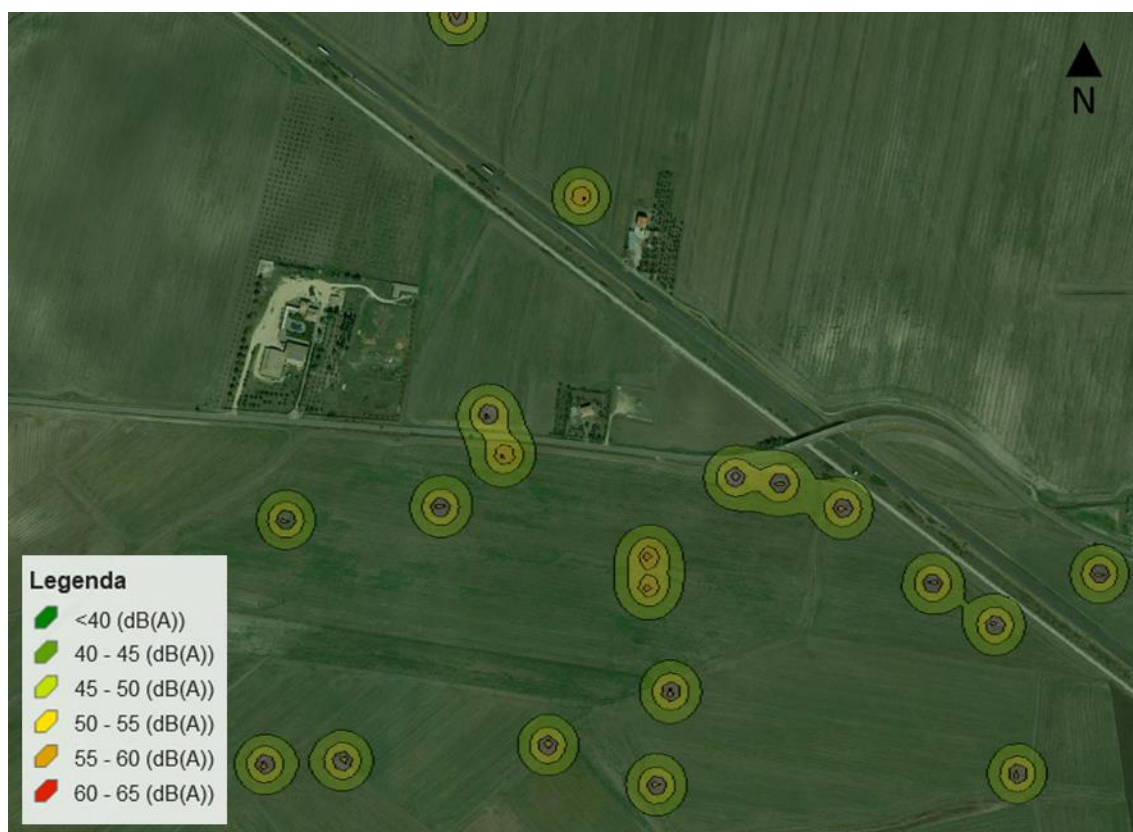 N
Legenda
<40 (dB(A))
40 - 45 (dB(A))
45 - 50 (dB(A))
50 - 55 (dB(A))
55 - 60 (dB(A))
60 - 65 (dB(A))